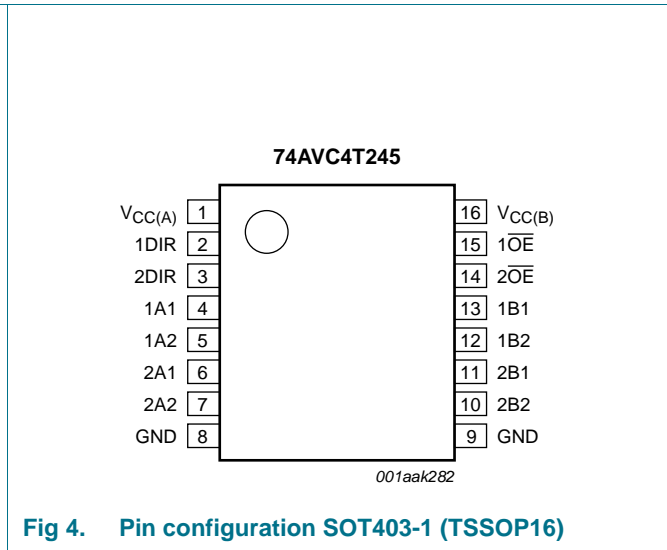 74AVC4T245
VCC(A) 1 16 VCC(B)
1DIR 2 15 1O̅E̅
2DIR 3 14 2O̅E̅
1A1 4 13 1B1
1A2 5 12 1B2
2A1 6 11 2B1
2A2 7 10 2B2
GND 8 9 GND
001aak282
Fig 4. Pin configuration SOT403-1 (TSSOP16)